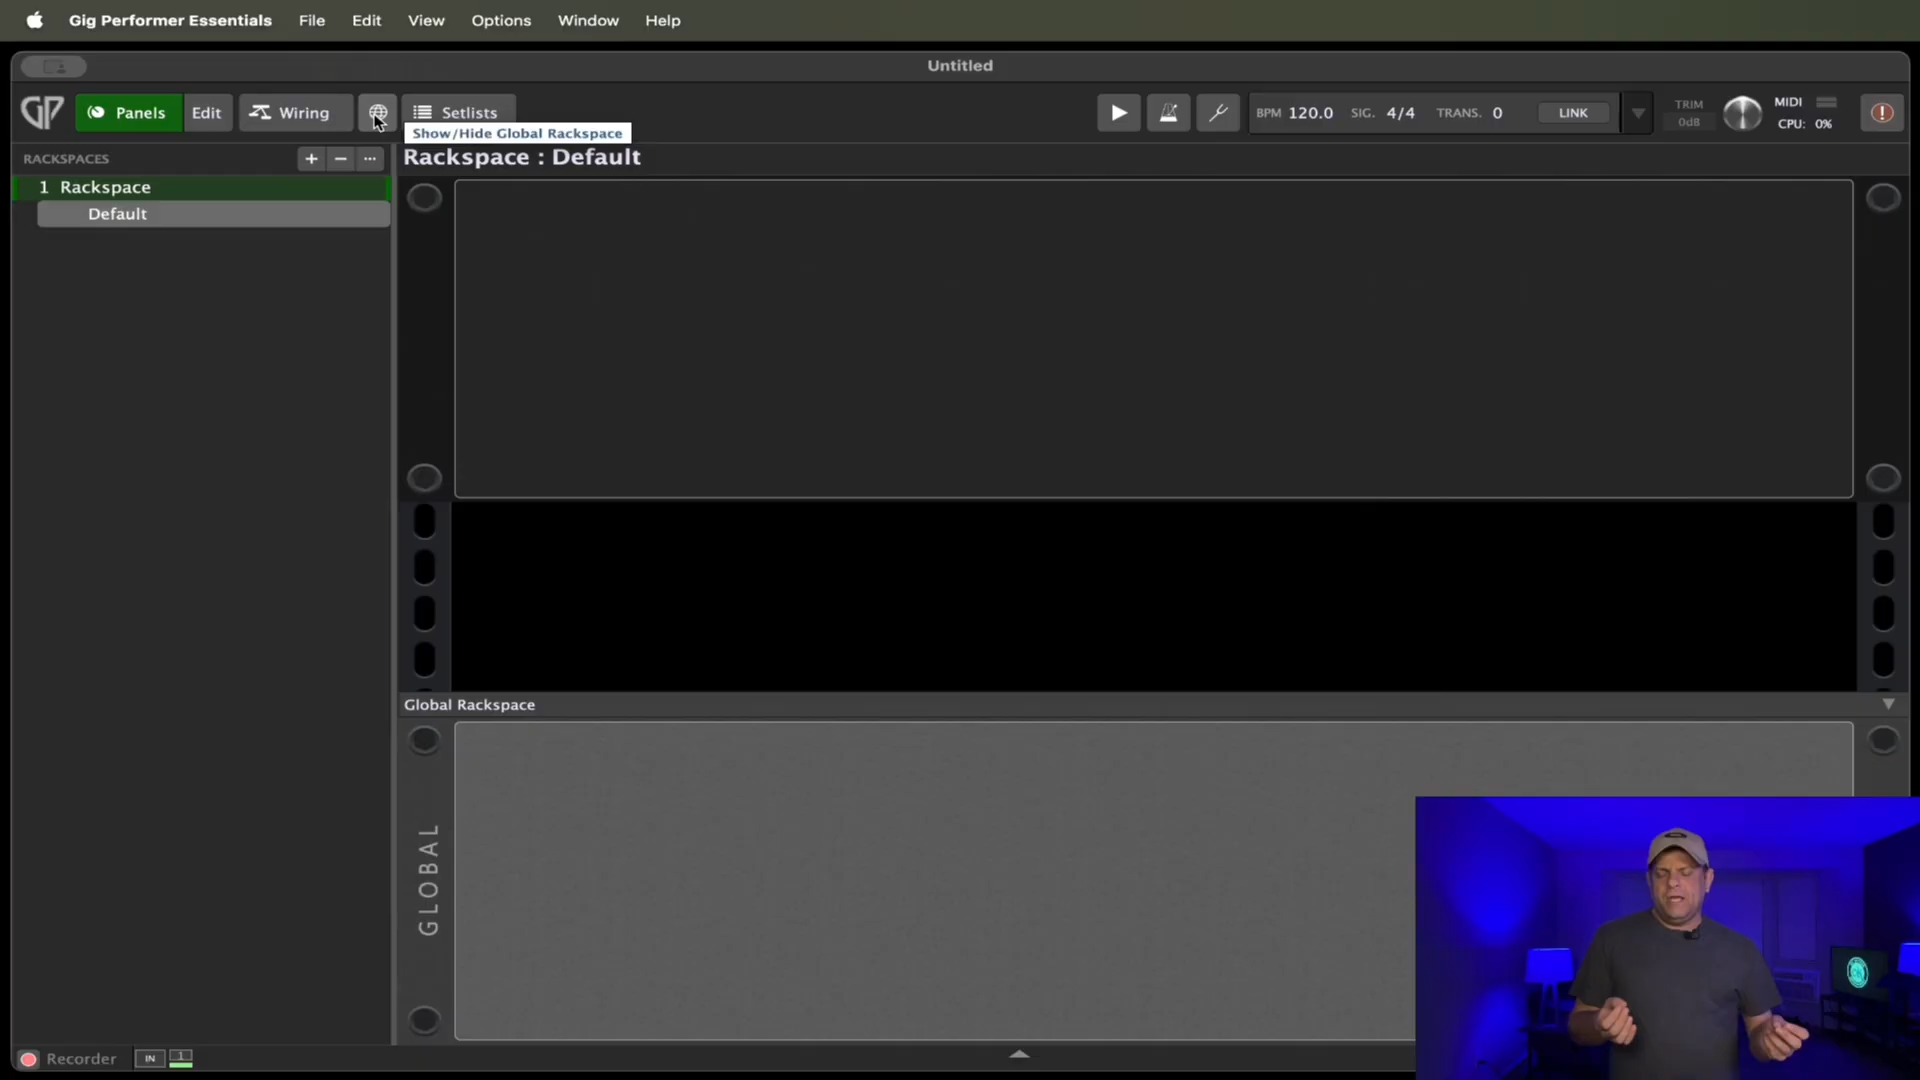 Gig Performer Essentials File Edit View Options Window Help
Untitled
GP Panels Edit Wiring Setlists BPM 120.0 SIG. 4/4 TRANS. 0 LINK TRIM 0dB MIDI CPU: 0%
Show/Hide Global Rackspace
RACKSPACES + − ...
Rackspace : Default
1 Rackspace
Default
Global Rackspace
GLOBAL
Recorder IN 1